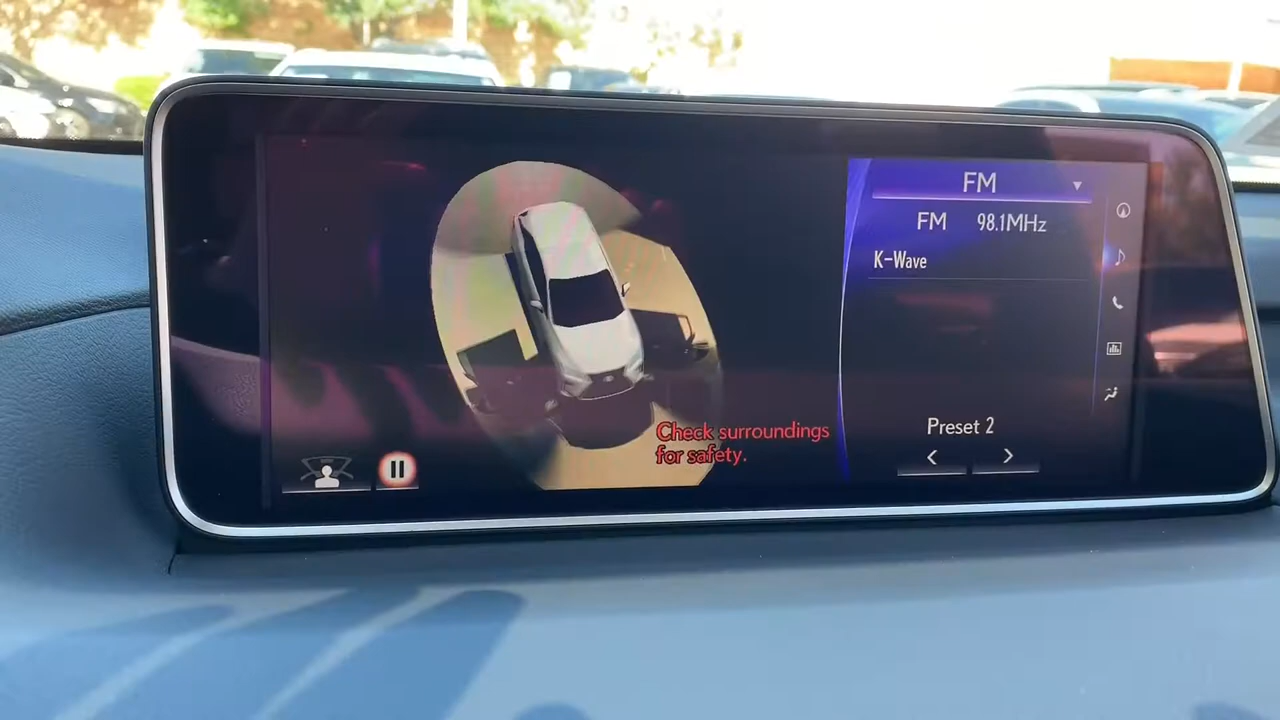 FM
FM 98.1MHz
K-Wave
Check surroundings
for safety.
Preset 2